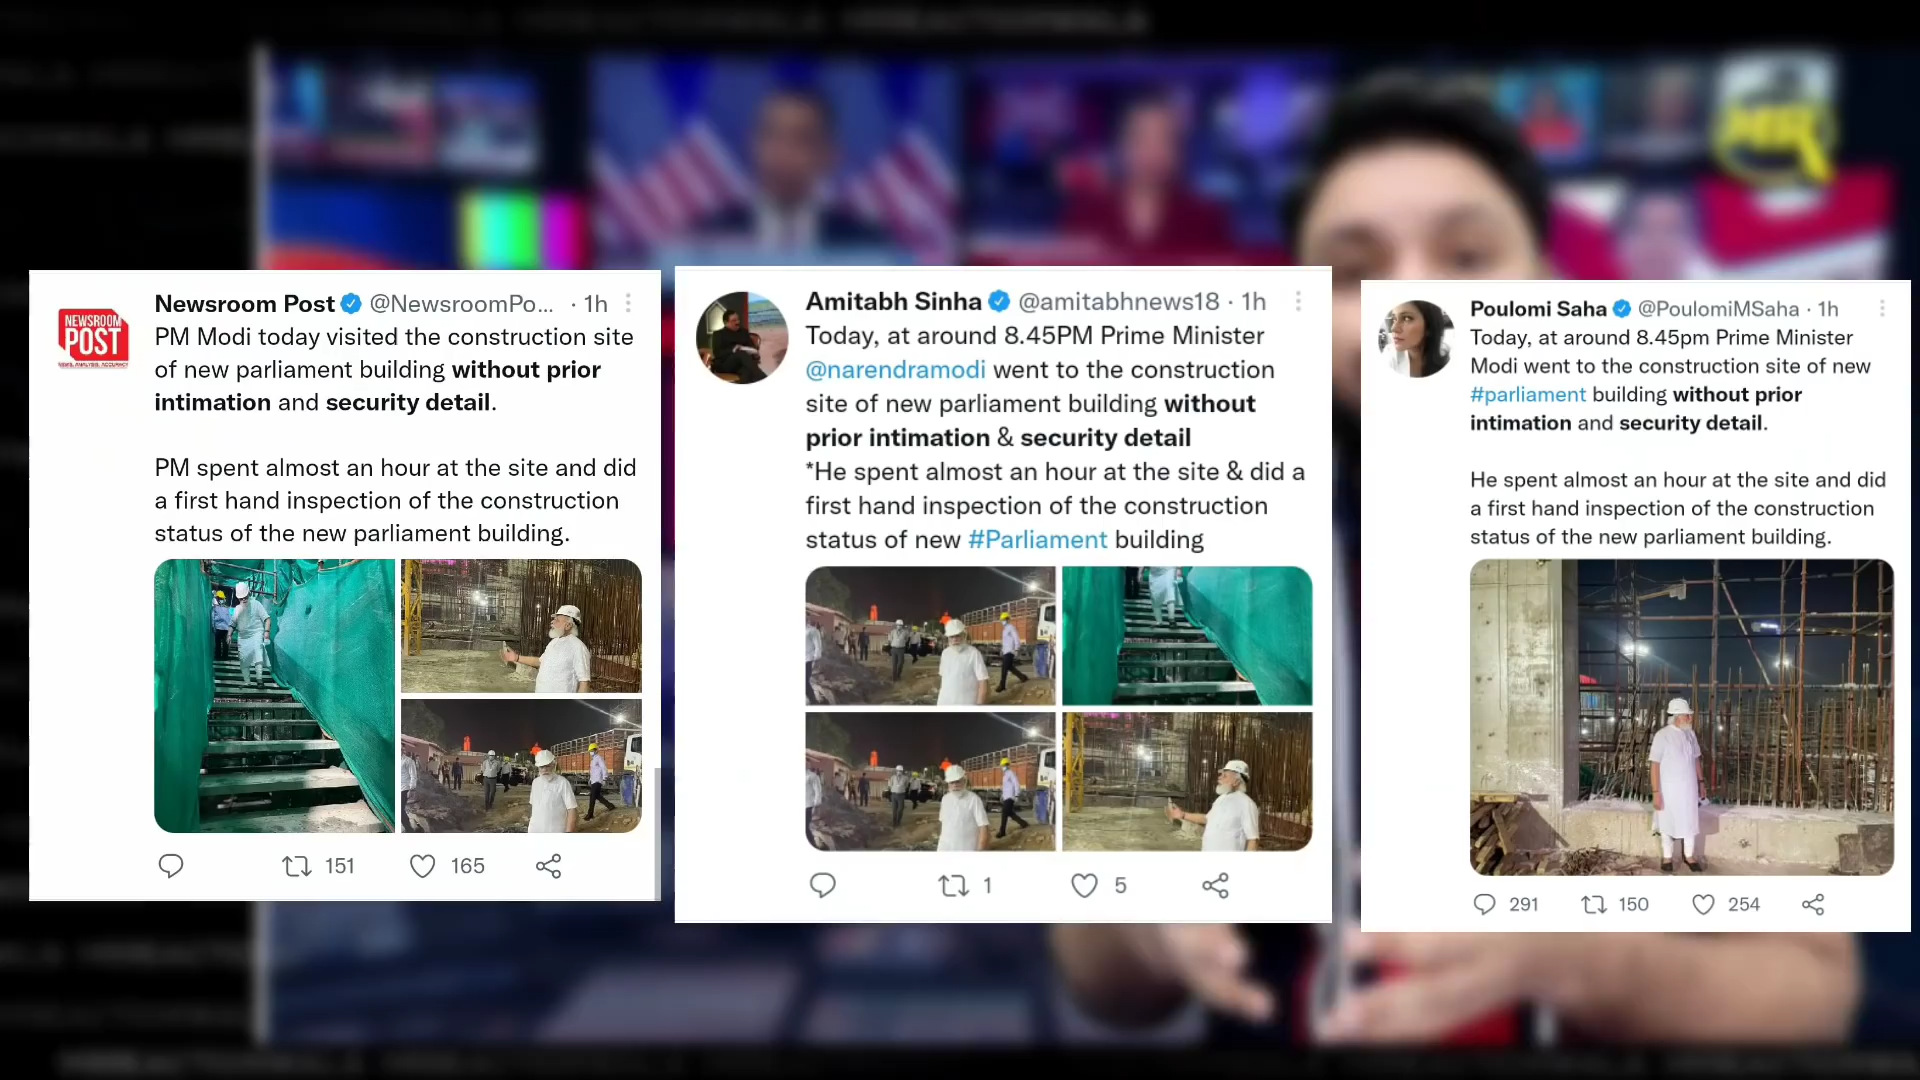 Newsroom Post @NewsroomPo... · 1h
PM Modi today visited the construction site
of new parliament building without prior
intimation and security detail.
PM spent almost an hour at the site and did
a first hand inspection of the construction
status of the new parliament building.
151 165
NEWSROOM
POST
NEWS, ANALYSIS, ACCURACY
Amitabh Sinha @amitabhnews18 · 1h
Today, at around 8.45PM Prime Minister
@narendramodi went to the construction
site of new parliament building without
prior intimation & security detail
*He spent almost an hour at the site & did a
first hand inspection of the construction
status of new #Parliament building
1 5
Poulomi Saha @PoulomiMSaha · 1h
Today, at around 8.45pm Prime Minister
Modi went to the construction site of new
#parliament building without prior
intimation and security detail.
He spent almost an hour at the site and did
a first hand inspection of the construction
status of the new parliament building.
291 150 254